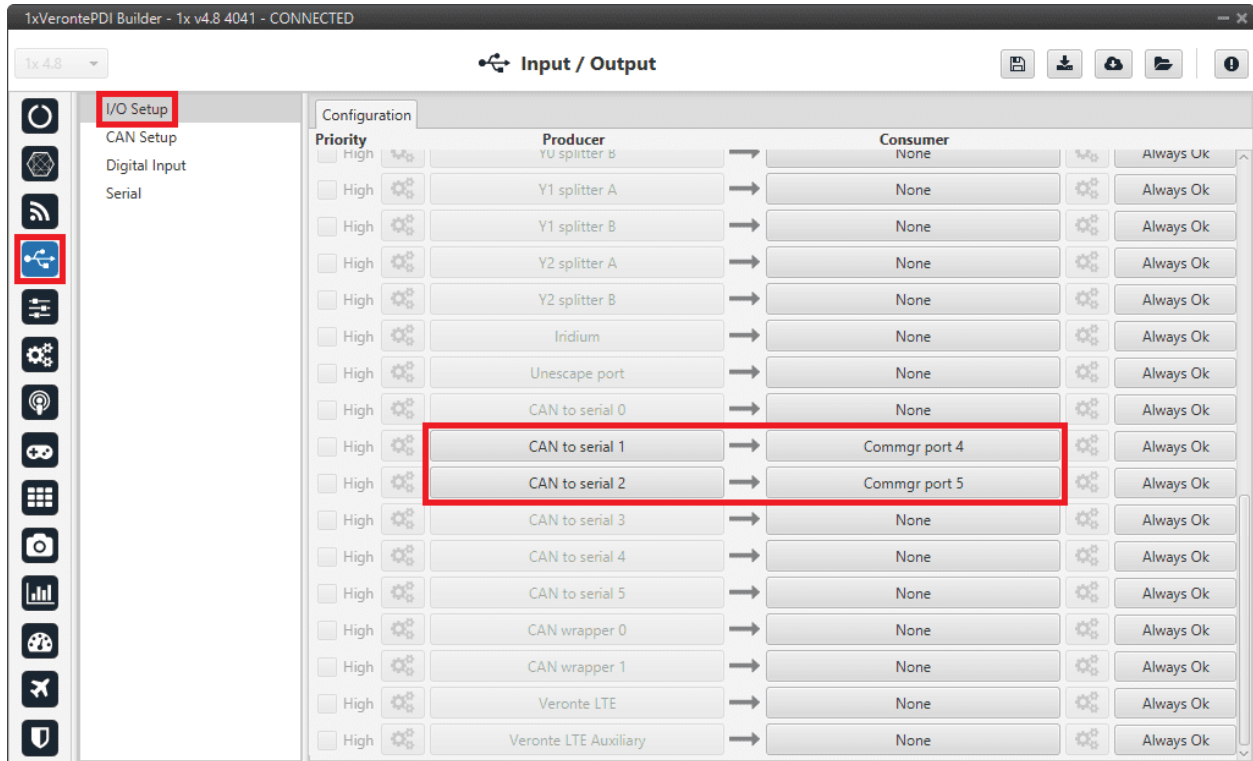 1xVerontePDI Builder - 1x v4.8 4041 - CONNECTED
1x 4.8
Input / Output
I/O Setup
CAN Setup
Digital Input
Serial
Configuration
Priority Producer Consumer
High Y0 splitter B None Always Ok
High Y1 splitter A None Always Ok
High Y1 splitter B None Always Ok
High Y2 splitter A None Always Ok
High Y2 splitter B None Always Ok
High Iridium None Always Ok
High Unescape port None Always Ok
High CAN to serial 0 None Always Ok
High CAN to serial 1 Commgr port 4 Always Ok
High CAN to serial 2 Commgr port 5 Always Ok
High CAN to serial 3 None Always Ok
High CAN to serial 4 None Always Ok
High CAN to serial 5 None Always Ok
High CAN wrapper 0 None Always Ok
High CAN wrapper 1 None Always Ok
High Veronte LTE None Always Ok
High Veronte LTE Auxiliary None Always Ok